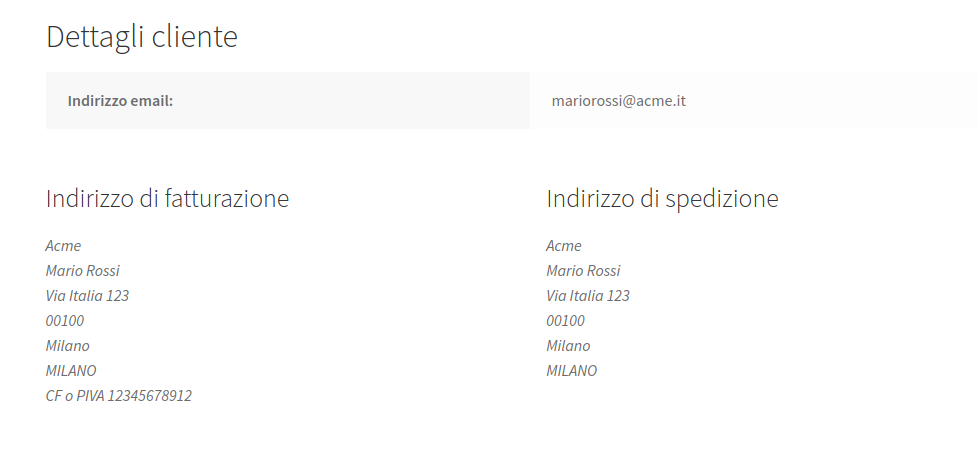 Dettagli cliente
Indirizzo email:
mariorossi@acme.it
Indirizzo di fatturazione
Acme
Mario Rossi
Via Italia 123
00100
Milano
MILANO
CF o PIVA 12345678912
Indirizzo di spedizione
Acme
Mario Rossi
Via Italia 123
00100
Milano
MILANO